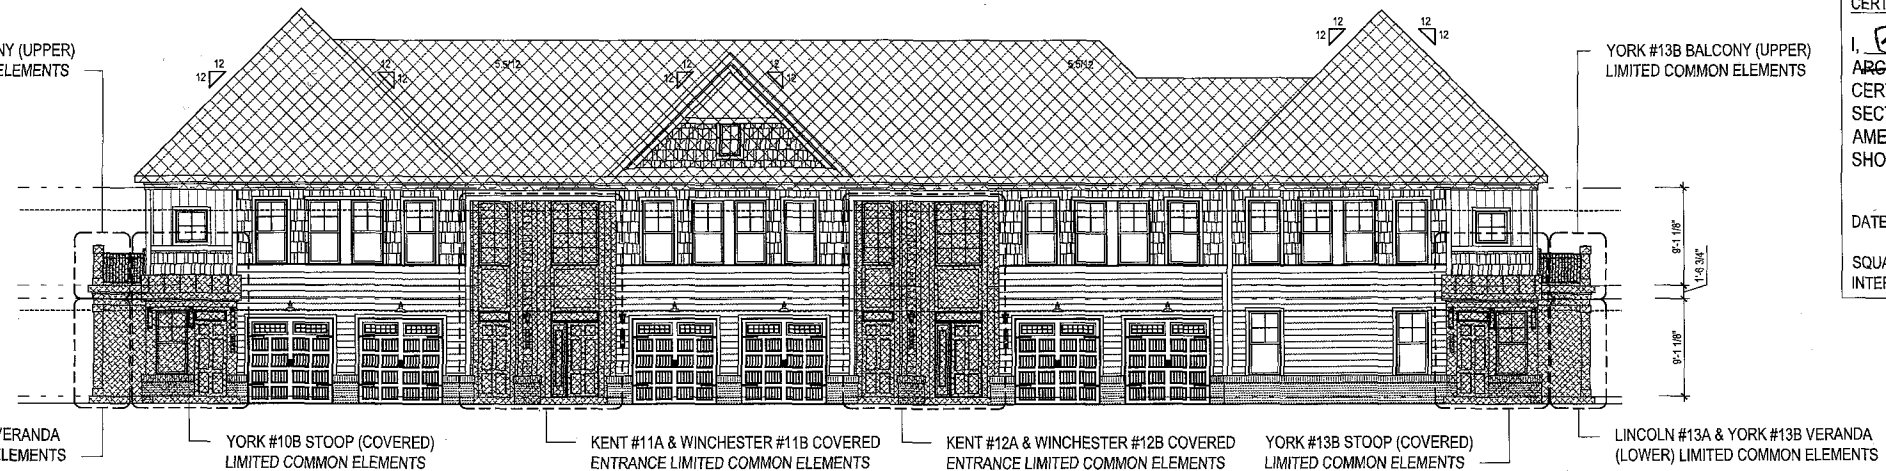 NY (UPPER)
ELEMENTS
VERANDA
ELEMENTS
12
12
12
12
5.5/12
12
12
12
12
5.5/12
12
12
12
12
YORK #10B STOOP (COVERED)
LIMITED COMMON ELEMENTS
KENT #11A & WINCHESTER #11B COVERED
ENTRANCE LIMITED COMMON ELEMENTS
KENT #12A & WINCHESTER #12B COVERED
ENTRANCE LIMITED COMMON ELEMENTS
YORK #13B STOOP (COVERED)
LIMITED COMMON ELEMENTS
YORK #13B BALCONY (UPPER)
LIMITED COMMON ELEMENTS
LINCOLN #13A & YORK #13B VERANDA
(LOWER) LIMITED COMMON ELEMENTS
9'-1 1/8"
1'-6 3/4"
9'-1 1/8"
CERT
I,
ARC
CER
SECT
AME
SHO
DATE
SQUA
INTER